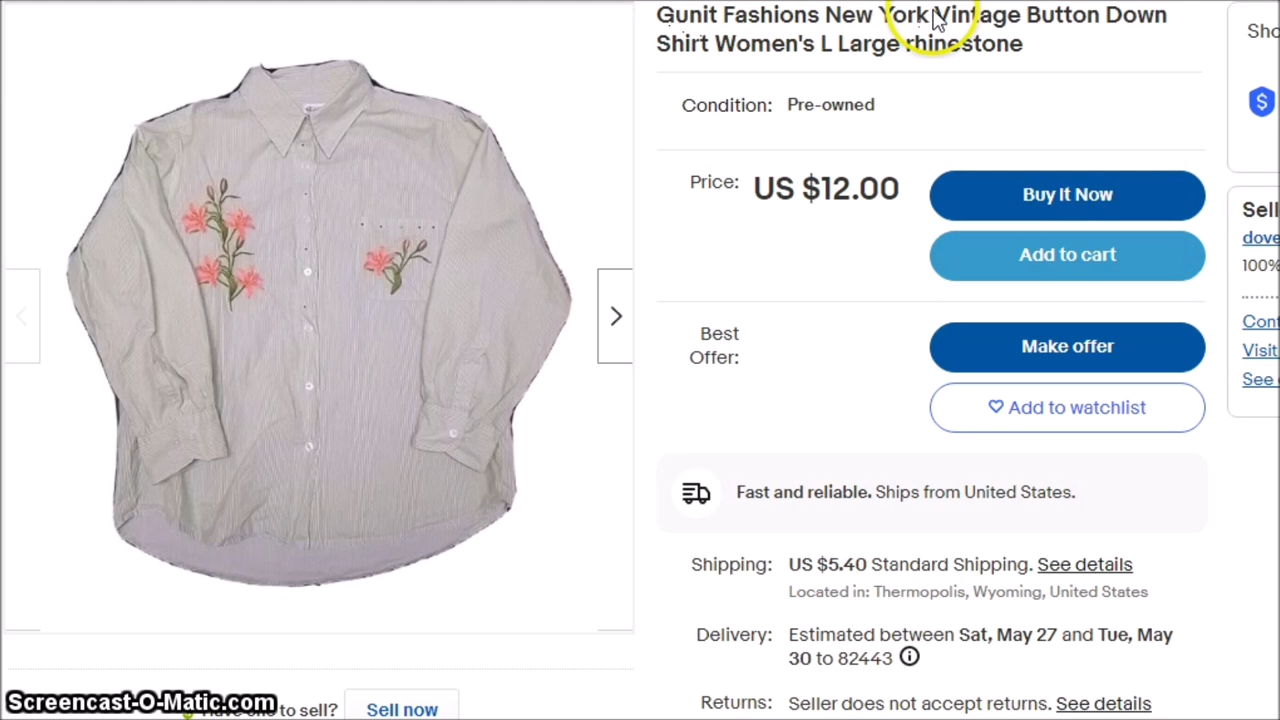 Gunit Fashions New York Vintage Button Down
Shirt Women's L Large rhinestone
Condition: Pre-owned
Price: US $12.00
Buy It Now
Add to cart
Best
Offer:
Make offer
Add to watchlist
Fast and reliable. Ships from United States.
Shipping: US $5.40 Standard Shipping. See details
Located in: Thermopolis, Wyoming, United States
Delivery: Estimated between Sat, May 27 and Tue, May
30 to 82443
Returns: Seller does not accept returns. See details
Sho
Sell
dove
100%
Cont
Visit
See
to sell?
Sell now
Screencast-O-Matic.com